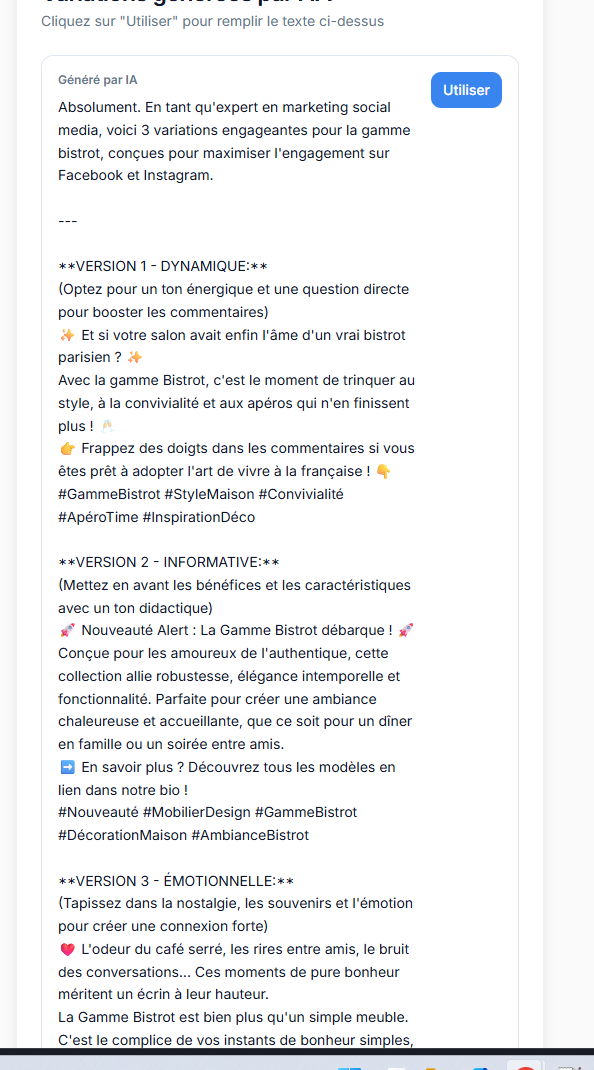 Cliquez sur "Utiliser" pour remplir le texte ci-dessus
Généré par IA
Utiliser
Absolument. En tant qu'expert en marketing social
media, voici 3 variations engageantes pour la gamme
bistrot, conçues pour maximiser l'engagement sur
Facebook et Instagram.
---
**VERSION 1 - DYNAMIQUE:**
(Optez pour un ton énergique et une question directe
pour booster les commentaires)
✨ Et si votre salon avait enfin l'âme d'un vrai bistrot
parisien ? ✨
Avec la gamme Bistrot, c'est le moment de trinquer au
style, à la convivialité et aux apéros qui n'en finissent
plus ! 🥂
👉 Frappez des doigts dans les commentaires si vous
êtes prêt à adopter l'art de vivre à la française ! 👇
#GammeBistrot #StyleMaison #Convivialité
#ApéroTime #InspirationDéco
**VERSION 2 - INFORMATIVE:**
(Mettez en avant les bénéfices et les caractéristiques
avec un ton didactique)
🚀 Nouveauté Alert : La Gamme Bistrot débarque ! 🚀
Conçue pour les amoureux de l'authentique, cette
collection allie robustesse, élégance intemporelle et
fonctionnalité. Parfaite pour créer une ambiance
chaleureuse et accueillante, que ce soit pour un dîner
en famille ou un soirée entre amis.
➡️ En savoir plus ? Découvrez tous les modèles en
lien dans notre bio !
#Nouveauté #MobilierDesign #GammeBistrot
#DécorationMaison #AmbianceBistrot
**VERSION 3 - ÉMOTIONNELLE:**
(Tapissez dans la nostalgie, les souvenirs et l'émotion
pour créer une connexion forte)
❤️ L'odeur du café serré, les rires entre amis, le bruit
des conversations... Ces moments de pure bonheur
méritent un écrin à leur hauteur.
La Gamme Bistrot est bien plus qu'un simple meuble.
C'est le complice de vos instants de bonheur simples,